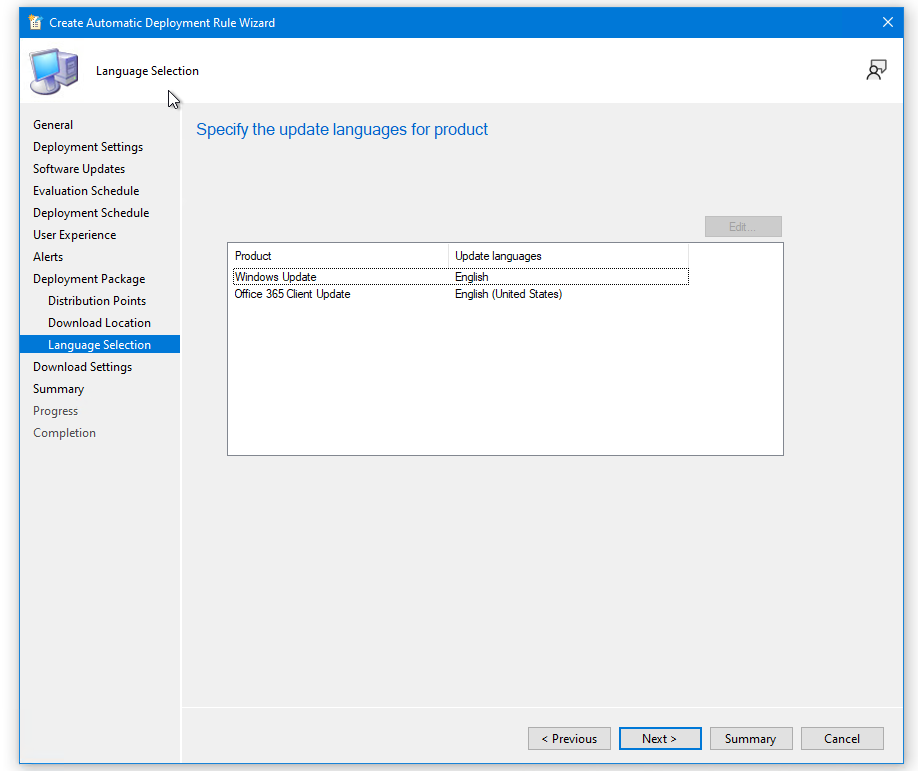 Create Automatic Deployment Rule Wizard
Language Selection
General
Deployment Settings
Software Updates
Evaluation Schedule
Deployment Schedule
User Experience
Alerts
Deployment Package
Distribution Points
Download Location
Language Selection
Download Settings
Summary
Progress
Completion
Specify the update languages for product
Edit...
Product Update languages
Windows Update English
Office 365 Client Update English (United States)
< Previous Next > Summary Cancel